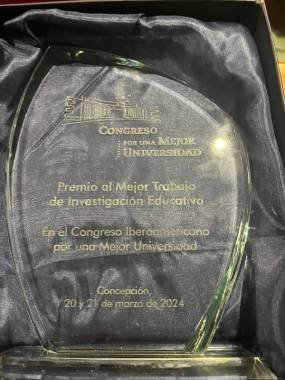 CONGRESO
POR UNA MEJOR
UNIVERSIDAD
Premio al Mejor Trabajo
de Investigación Educativa
En el Congreso Iberoamericano
por una Mejor Universidad
Concepción,
20 y 21 de marzo de 2024